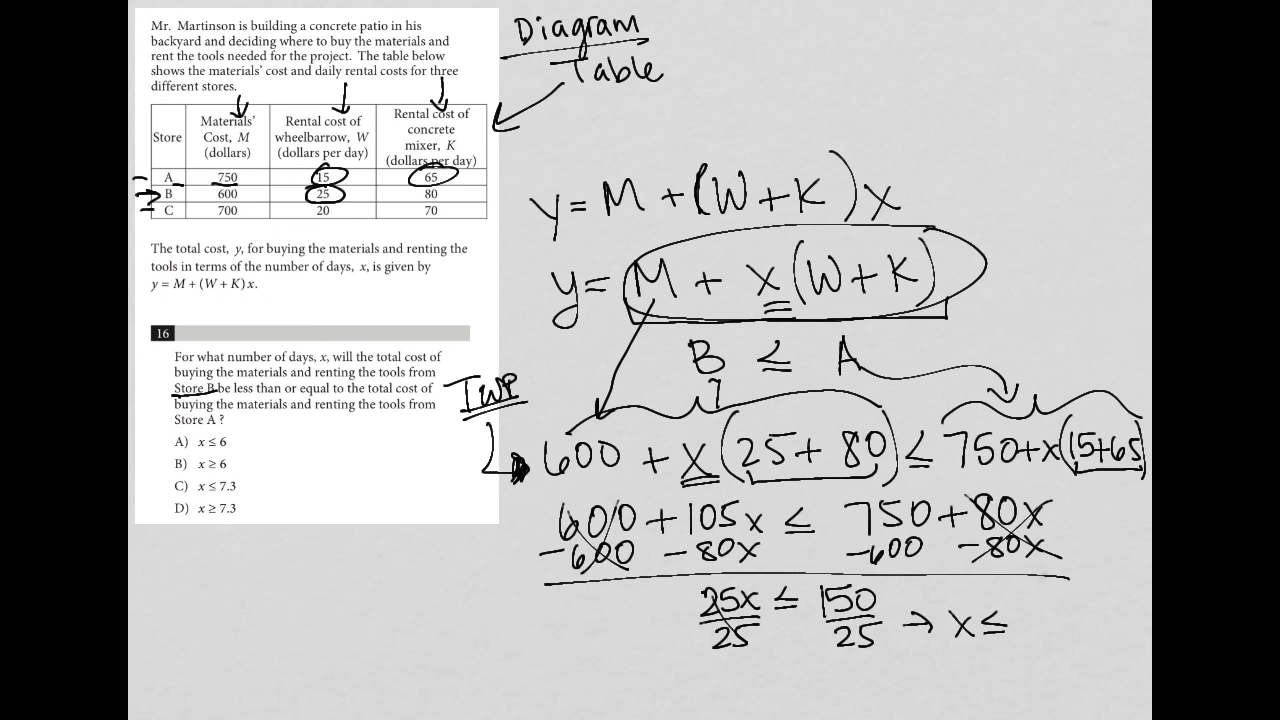 Mr. Martinson is building a concrete patio in his
backyard and deciding where to buy the materials and
rent the tools needed for the project. The table below
shows the materials' cost and daily rental costs for three
different stores.
Store
Materials'
Cost, M
(dollars)
Rental cost of
wheelbarrow, W
(dollars per day)
Rental cost of
concrete
mixer, K
(dollars per day)
A 750 15 65
B 600 25 80
C 700 20 70
The total cost, y, for buying the materials and renting the
tools in terms of the number of days, x, is given by
y = M + (W + K)x.
16
For what number of days, x, will the total cost of
buying the materials and renting the tools from
Store B be less than or equal to the total cost of
buying the materials and renting the tools from
Store A ?
A) x ≤ 6
B) x ≥ 6
C) x ≤ 7.3
D) x ≥ 7.3
Diagram
Table
y = M + (W + K)x
y = M + x(W + K)
B ≤ A
600 + x(25 + 80) ≤ 750 + x(15 + 65)
600 + 105x ≤ 750 + 80x
-600 -80x -600 -80x
25x ≤ 150
25 25 → x ≤